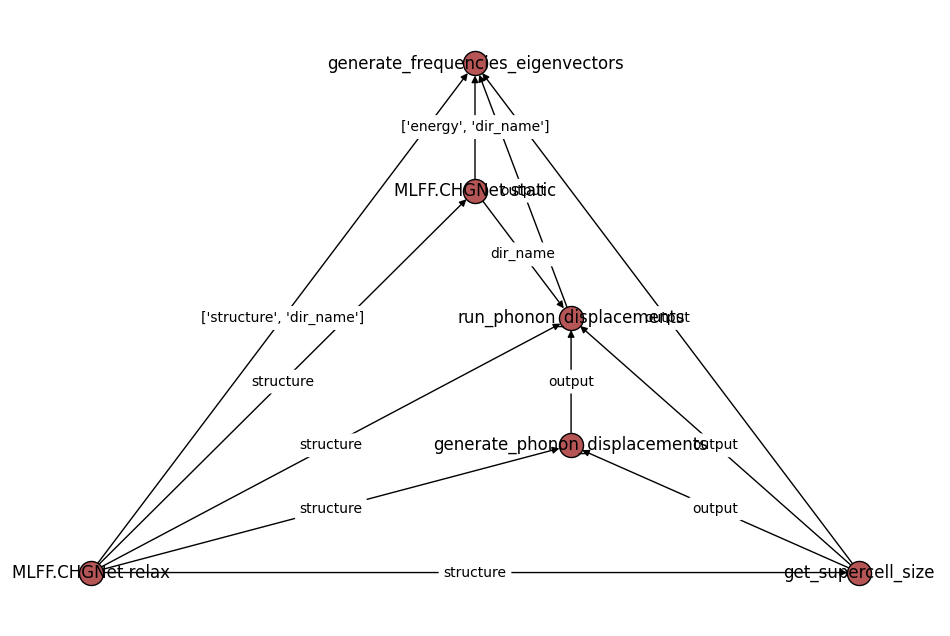 generate_frequencies_eigenvectors
['energy', 'dir_name']
MLFF.CHGNet static
output
dir_name
['structure', 'dir_name']
run_phonon_displacements
output
structure
output
structure
generate_phonon_displacements
output
structure
output
MLFF.CHGNet relax
structure
get_supercell_size